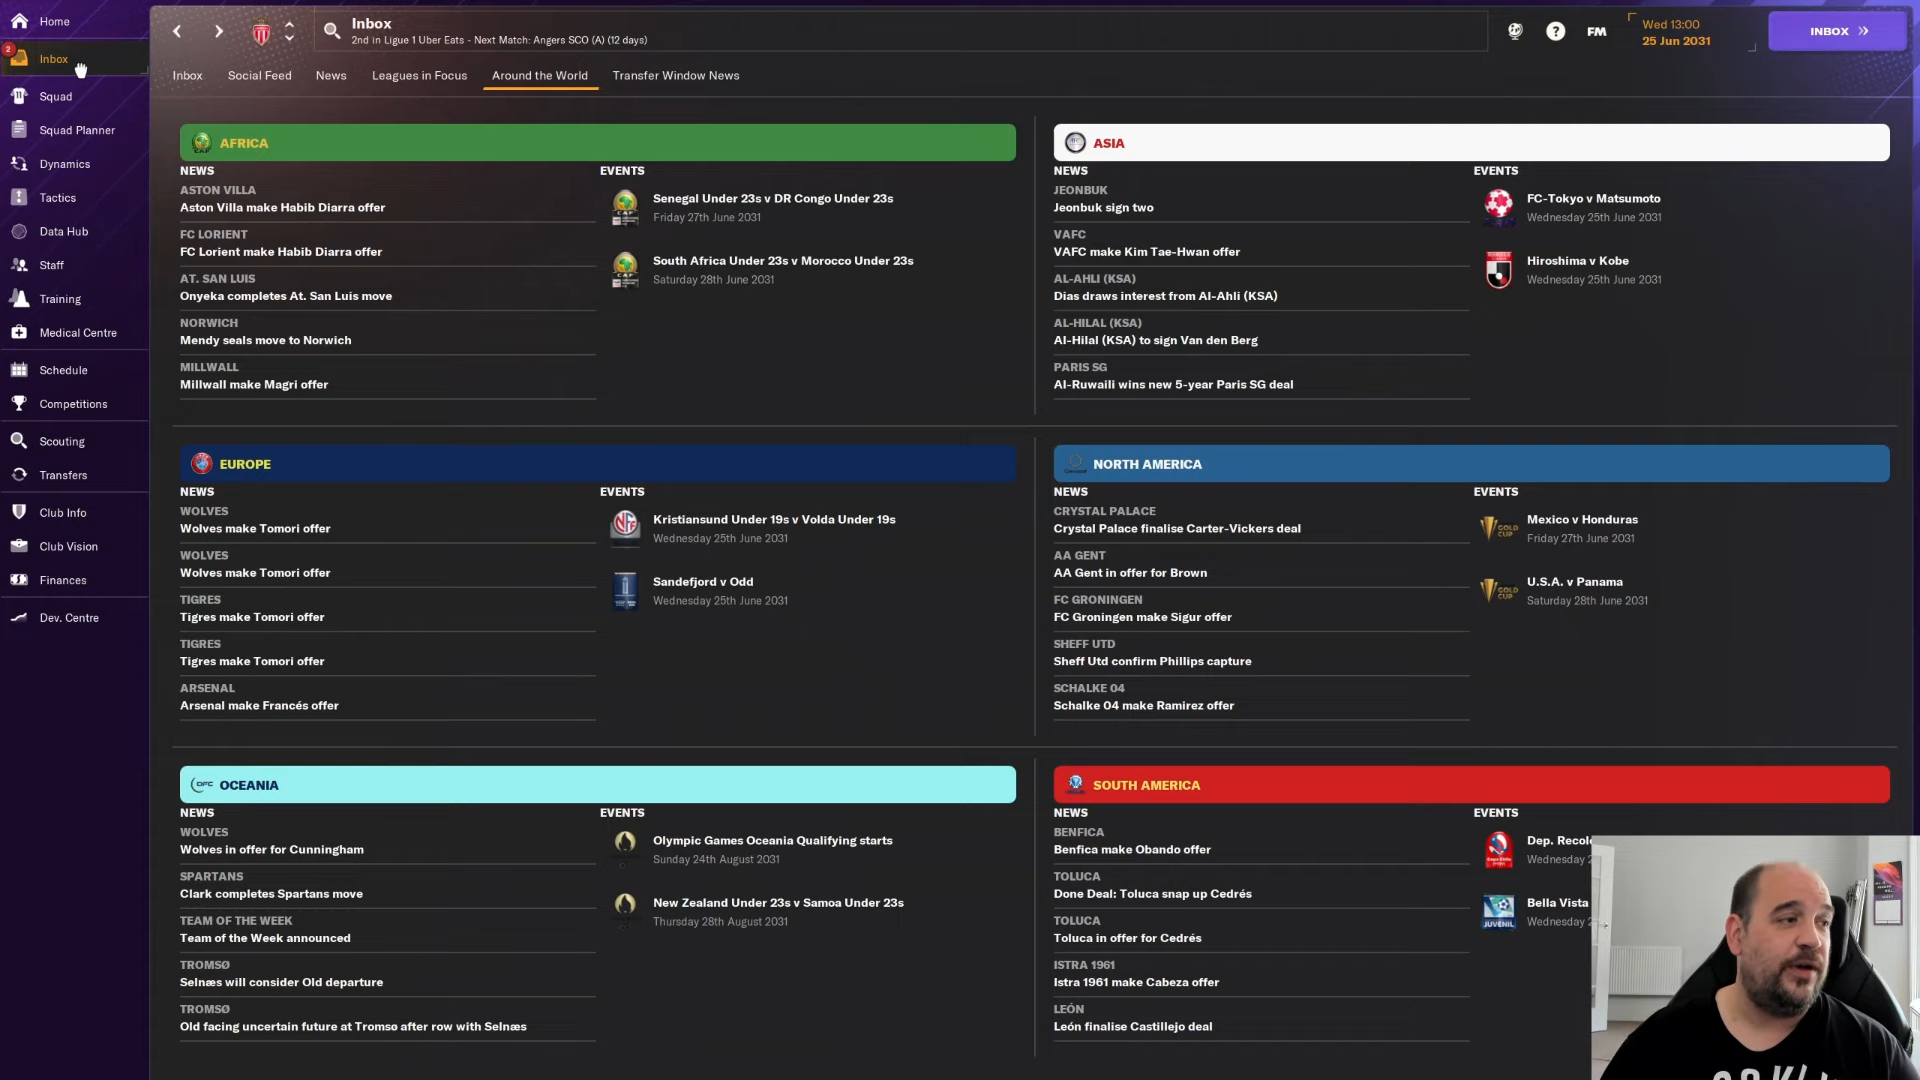 Home
2
Inbox
Squad
Squad Planner
Dynamics
Tactics
Data Hub
Staff
Training
Medical Centre
Schedule
Competitions
Scouting
Transfers
Club Info
Club Vision
Finances
Dev. Centre
Inbox
2nd in Ligue 1 Uber Eats - Next Match: Angers SCO (A) (12 days)
FM
Wed 13:00
25 Jun 2031
INBOX
Inbox
Social Feed
News
Leagues in Focus
Around the World
Transfer Window News
AFRICA
NEWS
ASTON VILLA
Aston Villa make Habib Diarra offer
FC LORIENT
FC Lorient make Habib Diarra offer
AT. SAN LUIS
Onyeka completes At. San Luis move
NORWICH
Mendy seals move to Norwich
MILLWALL
Millwall make Magri offer
EVENTS
Senegal Under 23s v DR Congo Under 23s
Friday 27th June 2031
South Africa Under 23s v Morocco Under 23s
Saturday 28th June 2031
ASIA
NEWS
JEONBUK
Jeonbuk sign two
VAFC
VAFC make Kim Tae-Hwan offer
AL-AHLI (KSA)
Dias draws interest from Al-Ahli (KSA)
AL-HILAL (KSA)
Al-Hilal (KSA) to sign Van den Berg
PARIS SG
Al-Ruwaili wins new 5-year Paris SG deal
EVENTS
FC-Tokyo v Matsumoto
Wednesday 25th June 2031
Hiroshima v Kobe
Wednesday 25th June 2031
EUROPE
NEWS
WOLVES
Wolves make Tomori offer
WOLVES
Wolves make Tomori offer
TIGRES
Tigres make Tomori offer
TIGRES
Tigres make Tomori offer
ARSENAL
Arsenal make Francés offer
EVENTS
Kristiansund Under 19s v Volda Under 19s
Wednesday 25th June 2031
Sandefjord v Odd
Wednesday 25th June 2031
NORTH AMERICA
NEWS
CRYSTAL PALACE
Crystal Palace finalise Carter-Vickers deal
AA GENT
AA Gent in offer for Brown
FC GRONINGEN
FC Groningen make Sigur offer
SHEFF UTD
Sheff Utd confirm Phillips capture
SCHALKE 04
Schalke 04 make Ramirez offer
EVENTS
GOLD CUP
Mexico v Honduras
Friday 27th June 2031
GOLD CUP
U.S.A. v Panama
Saturday 28th June 2031
OFC
OCEANIA
NEWS
WOLVES
Wolves in offer for Cunningham
SPARTANS
Clark completes Spartans move
TEAM OF THE WEEK
Team of the Week announced
TROMSØ
Selnæs will consider Old departure
TROMSØ
Old facing uncertain future at Tromsø after row with Selnæs
EVENTS
Olympic Games Oceania Qualifying starts
Sunday 24th August 2031
New Zealand Under 23s v Samoa Under 23s
Thursday 28th August 2031
SOUTH AMERICA
NEWS
BENFICA
Benfica make Obando offer
TOLUCA
Done Deal: Toluca snap up Cedrés
TOLUCA
Toluca in offer for Cedrés
ISTRA 1961
Istra 1961 make Cabeza offer
LEÓN
León finalise Castillejo deal
EVENTS
Dep. Recole
Wednesday 2
JUVENIL
Bella Vista
Wednesday 2